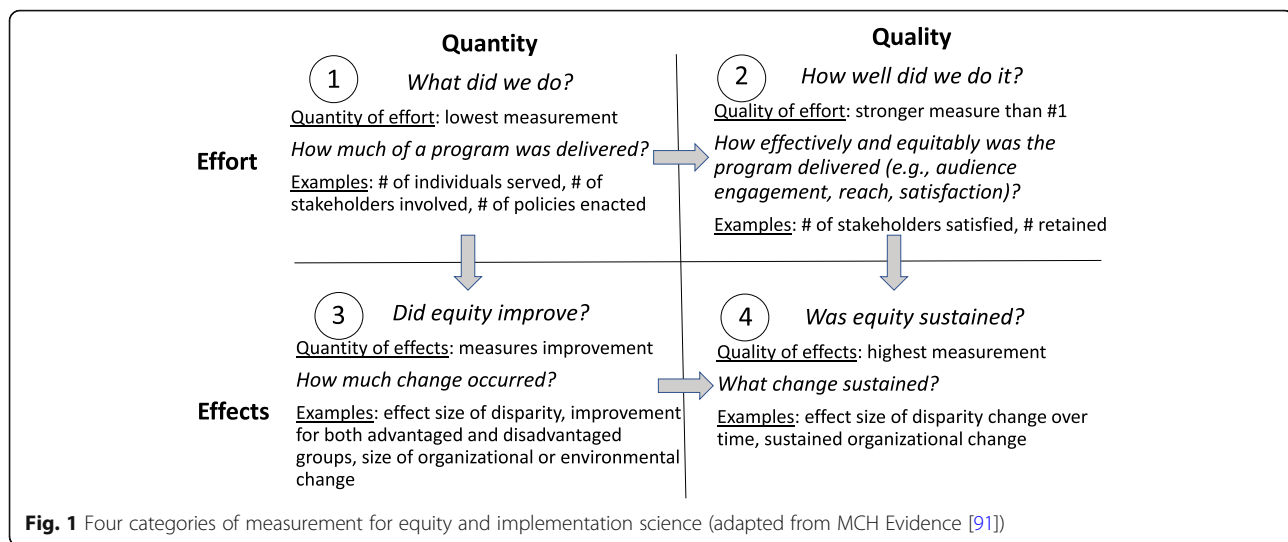 Quantity
Quality
Effort
1
What did we do?
Quantity of effort: lowest measurement
How much of a program was delivered?
Examples: # of individuals served, # of
stakeholders involved, # of policies enacted
2
How well did we do it?
Quality of effort: stronger measure than #1
How effectively and equitably was the
program delivered (e.g., audience
engagement, reach, satisfaction)?
Examples: # of stakeholders satisfied, # retained
Effects
3
Did equity improve?
Quantity of effects: measures improvement
How much change occurred?
Examples: effect size of disparity, improvement
for both advantaged and disadvantaged
groups, size of organizational or environmental
change
4
Was equity sustained?
Quality of effects: highest measurement
What change sustained?
Examples: effect size of disparity change over
time, sustained organizational change
Fig. 1 Four categories of measurement for equity and implementation science (adapted from MCH Evidence [91])